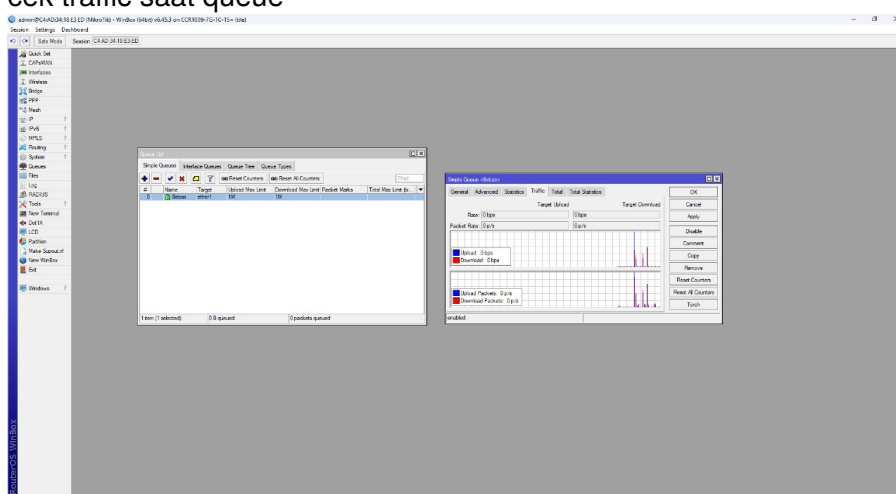 cek traffic saat queue
admin@C4:AD:34:18:E3:ED (MikroTik) - WinBox (64bit) v6.45.3 on CCR1009-7G-1C-1S+ (tile)
Session Settings Dashboard
Safe Mode Session: C4:AD:34:18:E3:ED
Quick Set
CAPsMAN
Interfaces
Wireless
Bridge
PPP
Mesh
IP
IPv6
MPLS
Routing
System
Queues
Files
Log
RADIUS
Tools
New Terminal
Dot1X
LCD
Partition
Make Supout.rif
New WinBox
Exit
Windows
RouterOS WinBox
Queue List
Simple Queues Interface Queues Queue Tree Queue Types
Reset Counters Reset All Counters Find
# Name Target Upload Max Limit Download Max Limit Packet Marks Total Max Limit (b...
0 Bebas ether1 1M 1M
1 item (1 selected) 0 B queued 0 packets queued
Simple Queue <Bebas>
General Advanced Statistics Traffic Total Total Statistics
Target Upload Target Download
Rate: 0 bps 0 bps
Packet Rate: 0 p/s 0 p/s
Upload: 0 bps
Download: 0 bps
Upload Packets: 0 p/s
Download Packets: 0 p/s
OK
Cancel
Apply
Disable
Comment
Copy
Remove
Reset Counters
Reset All Counters
Torch
enabled